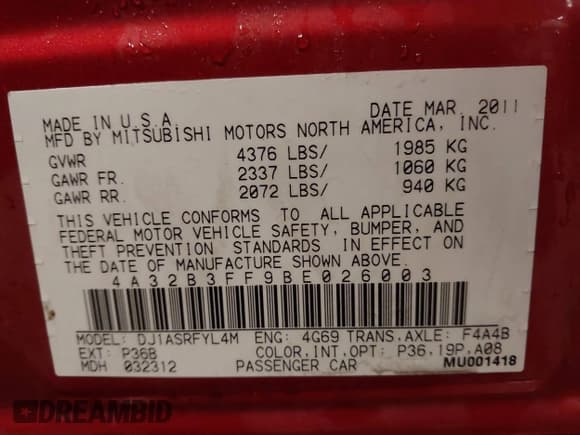 MADE IN U.S.A. DATE MAR. 2011
MFD BY MITSUBISHI MOTORS NORTH AMERICA, INC.
GVWR 4376 LBS/ 1985 KG
GAWR FR. 2337 LBS/ 1060 KG
GAWR RR. 2072 LBS/ 940 KG
THIS VEHICLE CONFORMS TO ALL APPLICABLE
FEDERAL MOTOR VEHICLE SAFETY, BUMPER, AND
THEFT PREVENTION STANDARDS IN EFFECT ON
THE DATE OF MANUFACTURE SHOWN ABOVE.
4A32B3FF9BE026003
MODEL: DJ1ASRFYL4M ENG: 4G69 TRANS.AXLE: F4A4B
EXT: P36B COLOR,INT,OPT: P36,19P,A08
MDH 032312 PASSENGER CAR MU001418
DREAMBID